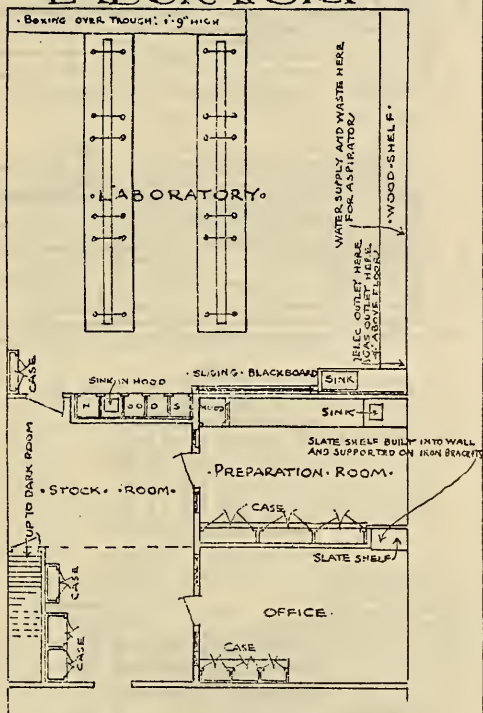 ·BOXING OVER TROUGH: 1'-9" HIGH
·LABORATORY·
WATER SUPPLY AND WASTE HERE
FOR ASPIRATORS
·WOOD·SHELF·
ELEC OUTLET HERE
GAS OUTLET HERE
ABOVE FLOOR
CASE
SINK IN HOOD
·SLIDING·BLACKBOARD
SINK
HOOD
SINK
SLATE SHELF BUILT INTO WALL
AND SUPPORTED ON IRON BRACKETS
UP TO DARK ROOM
·STOCK··ROOM·
·PREPARATION·ROOM·
CASE
SLATE SHELF
CASE
OFFICE·
CASE
CASE